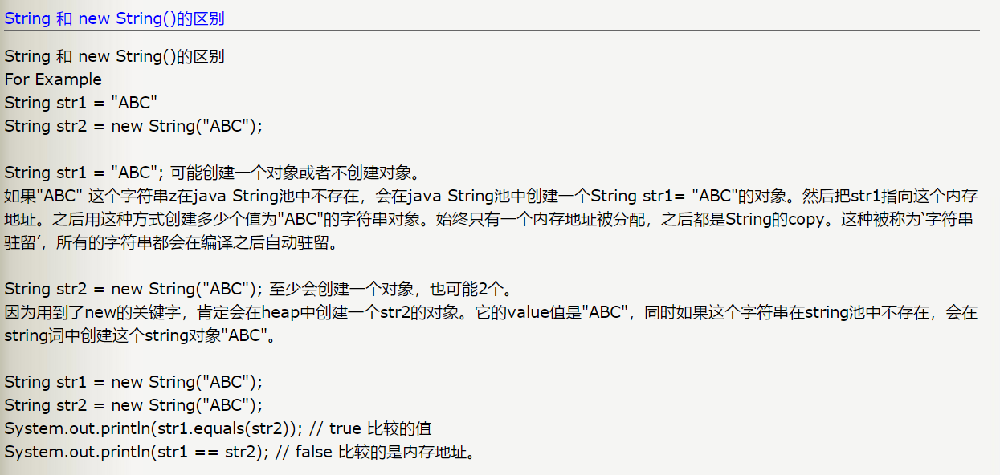 String 和 new String()的区别
String 和 new String()的区别
For Example
String str1 = "ABC"
String str2 = new String("ABC");
String str1 = "ABC"; 可能创建一个对象或者不创建对象。
如果"ABC" 这个字符串z在java String池中不存在，会在java String池中创建一个String str1= "ABC"的对象。然后把str1指向这个内存
地址。之后用这种方式创建多少个值为"ABC"的字符串对象。始终只有一个内存地址被分配，之后都是String的copy。这种被称为‘字符串
驻留’，所有的字符串都会在编译之后自动驻留。
String str2 = new String("ABC"); 至少会创建一个对象，也可能2个。
因为用到了new的关键字，肯定会在heap中创建一个str2的对象。它的value值是"ABC"，同时如果这个字符串在string池中不存在，会在
string词中创建这个string对象"ABC"。
String str1 = new String("ABC");
String str2 = new String("ABC");
System.out.println(str1.equals(str2)); // true 比较的值
System.out.println(str1 == str2); // false 比较的是内存地址。